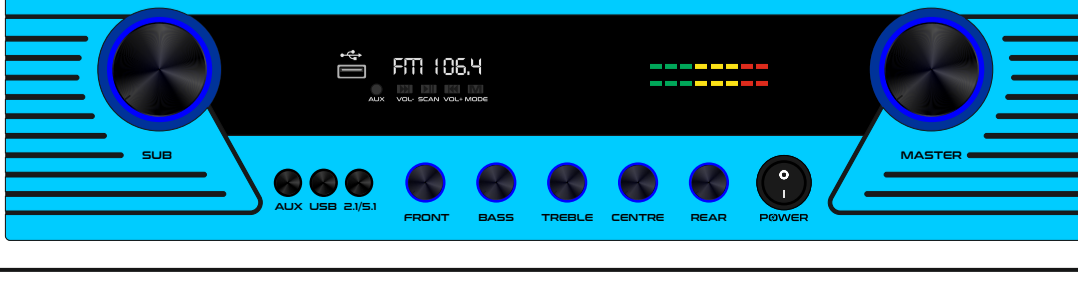 FM 106.4
AUX VOL- SCAN VOL+ MODE
SUB
MASTER
AUX USB 2.1/5.1
FRONT BASS TREBLE CENTRE REAR POWER